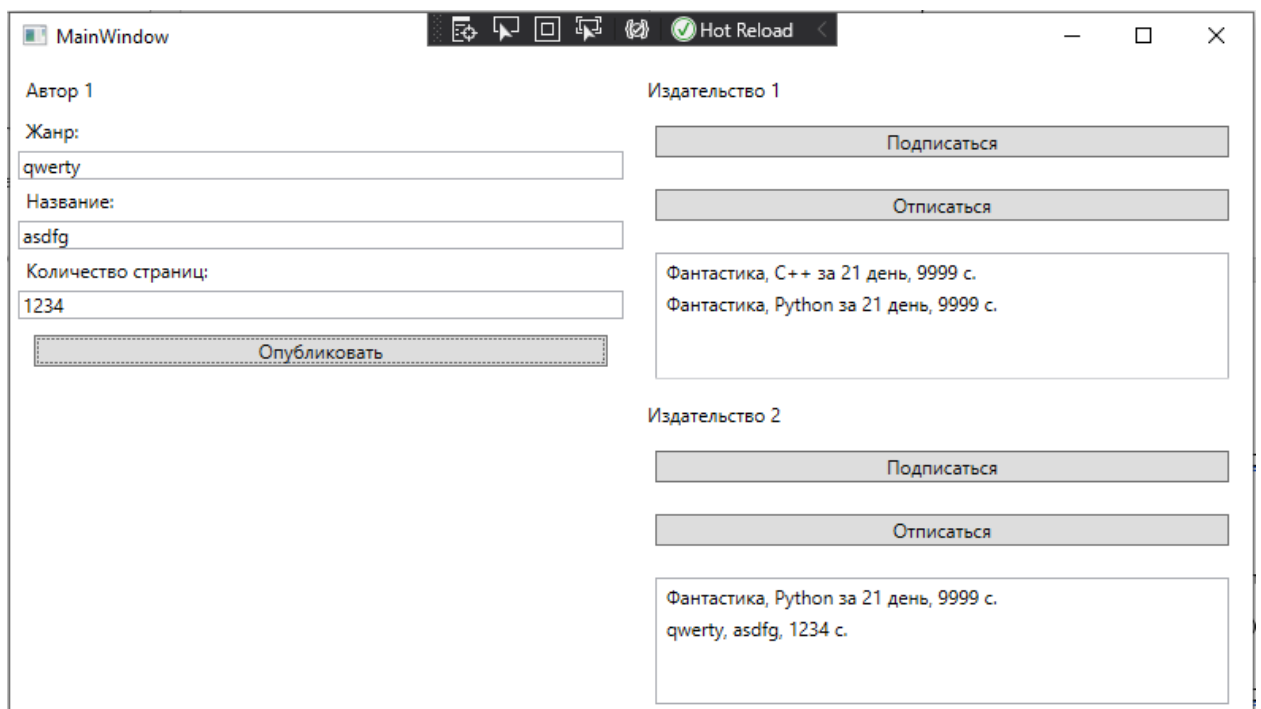 MainWindow
Hot Reload
Автор 1
Жанр:
qwerty
Название:
asdfg
Количество страниц:
1234
Опубликовать
Издательство 1
Подписаться
Отписаться
Фантастика, C++ за 21 день, 9999 с.
Фантастика, Python за 21 день, 9999 с.
Издательство 2
Подписаться
Отписаться
Фантастика, Python за 21 день, 9999 с.
qwerty, asdfg, 1234 с.